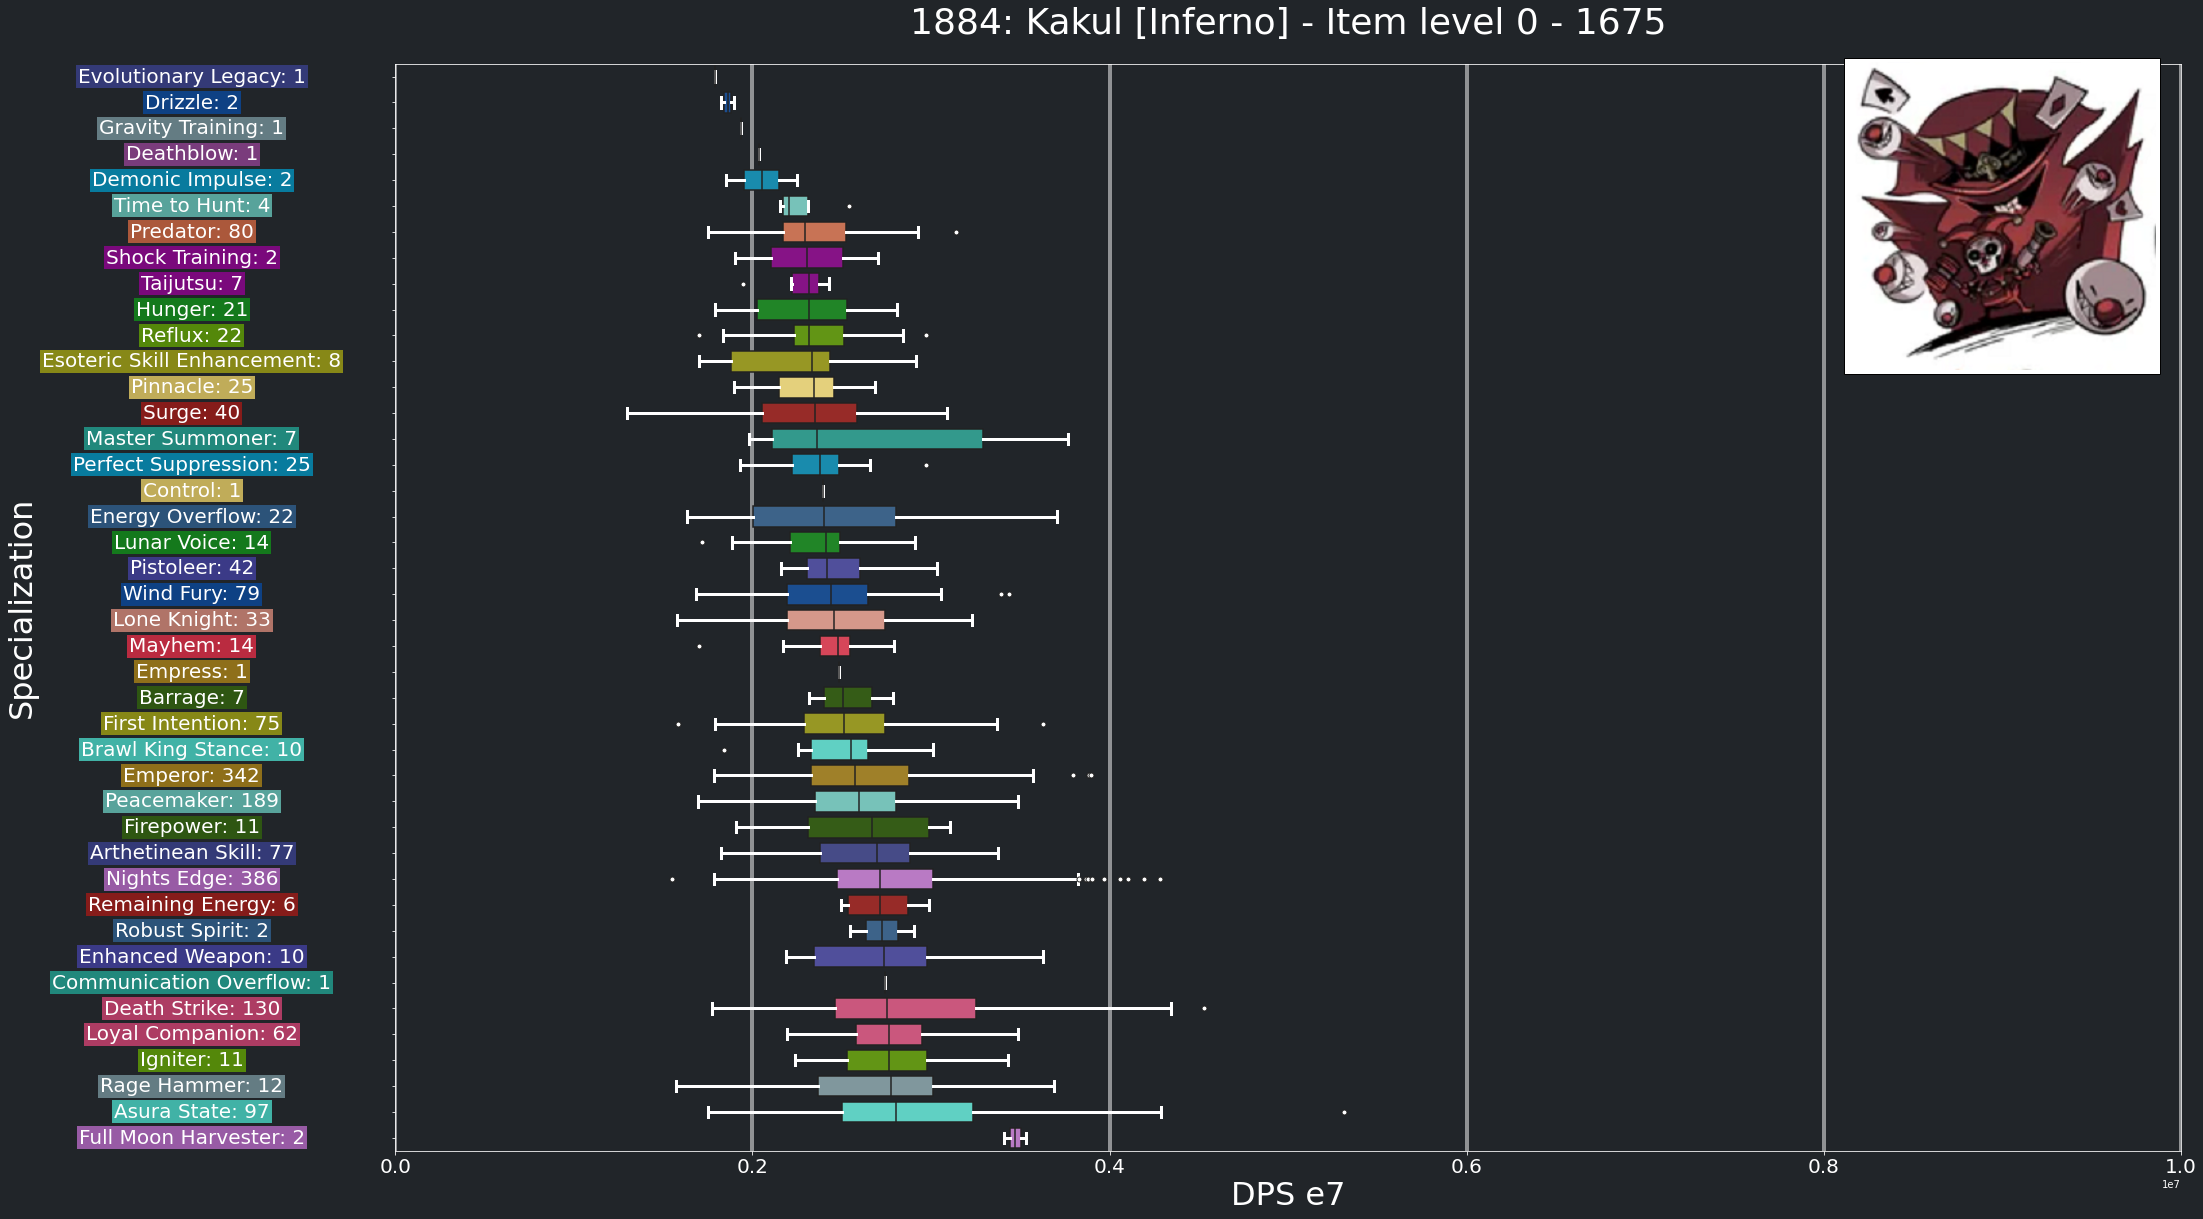 1884: Kakul [Inferno] - Item level 0 - 1675
Specialization
Evolutionary Legacy: 1
Drizzle: 2
Gravity Training: 1
Deathblow: 1
Demonic Impulse: 2
Time to Hunt: 4
Predator: 80
Shock Training: 2
Taijutsu: 7
Hunger: 21
Reflux: 22
Esoteric Skill Enhancement: 8
Pinnacle: 25
Surge: 40
Master Summoner: 7
Perfect Suppression: 25
Control: 1
Energy Overflow: 22
Lunar Voice: 14
Pistoleer: 42
Wind Fury: 79
Lone Knight: 33
Mayhem: 14
Empress: 1
Barrage: 7
First Intention: 75
Brawl King Stance: 10
Emperor: 342
Peacemaker: 189
Firepower: 11
Arthetinean Skill: 77
Nights Edge: 386
Remaining Energy: 6
Robust Spirit: 2
Enhanced Weapon: 10
Communication Overflow: 1
Death Strike: 130
Loyal Companion: 62
Igniter: 11
Rage Hammer: 12
Asura State: 97
Full Moon Harvester: 2
0.0 0.2 0.4 0.6 0.8 1.0
1e7
DPS e7